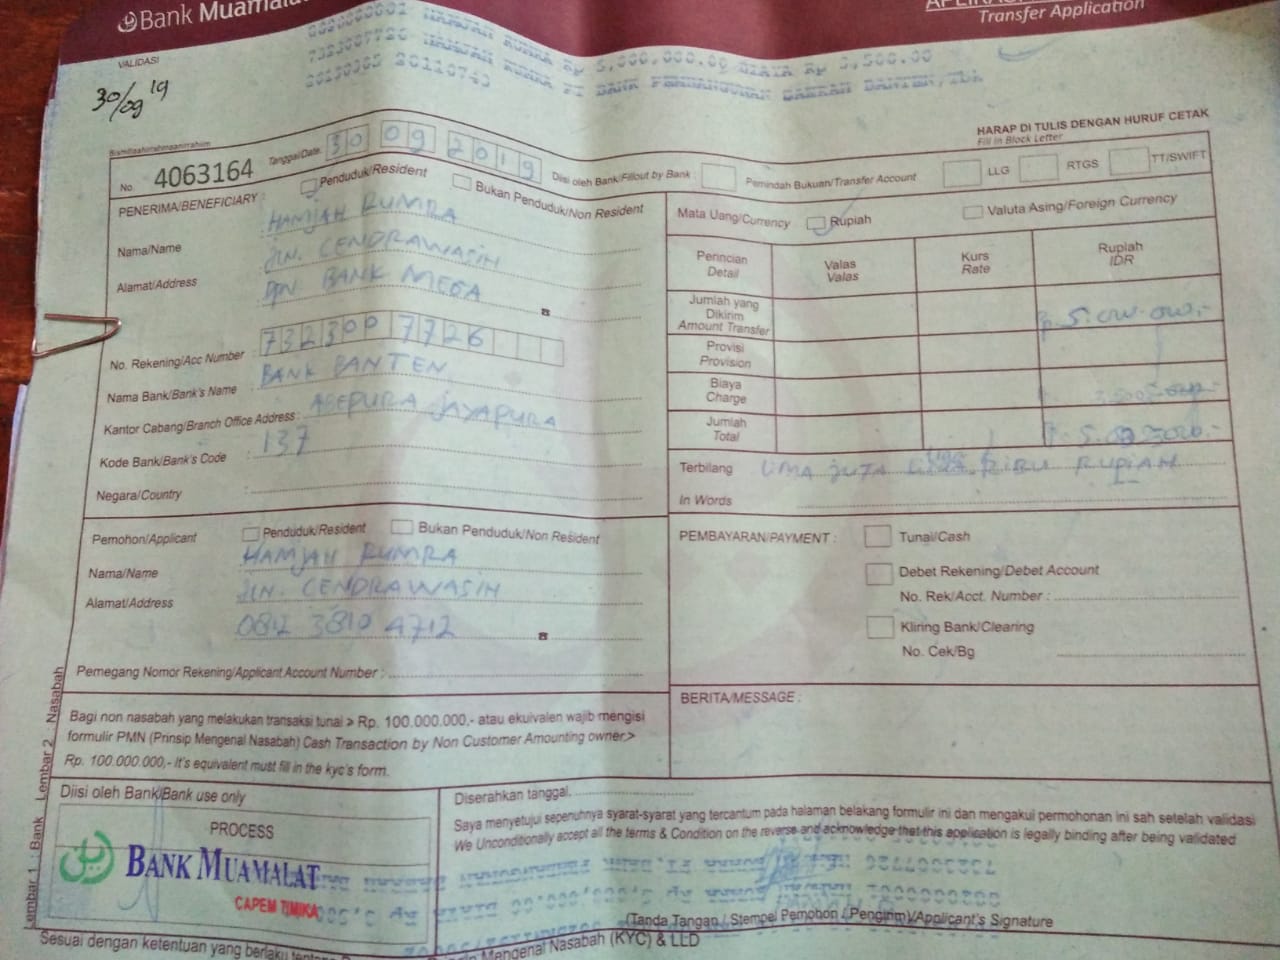 Bank Muamalat
Transfer Application
VALIDASI
30/09 '19
HAMJAH RUMRA Rp 5,000,000.00 BIAYA Rp 3,500.00
7323007726 HAMJAH RUMRA PT BANK PEMBANGUNAN DAERAH BANTEN, TBK
HARAP DI TULIS DENGAN HURUF CETAK
Fill in Block Letter
Bismillaahirrahmaanirrahiim
No 4063164 Tanggal/Date 30 09 2019 Diisi oleh Bank/Fillout by Bank : Pemindah Bukuan/Transfer Account LLG RTGS TT/SWIFT
PENERIMA/BENEFICIARY : Penduduk/Resident Bukan Penduduk/Non Resident
Nama/Name HAMJAH RUMRA
Alamat/Address JLN. CENDRAWASIH
DPN BANK MEGA
No. Rekening/Acc Number : 732300 7726
Nama Bank/Bank's Name : BANK BANTEN
Kantor Cabang/Branch Office Address : ABEPURA JAYAPURA
Kode Bank/Bank's Code : 137
Negara/Country :
Mata Uang/Currency Rupiah Valuta Asing/Foreign Currency
Perincian Valas Kurs Rupiah
Detail Valas Rate IDR
Jumlah yang
Dikirim
Amount Transfer Rp 5.000.000,-
Provisi
Provision
Biaya
Charge
Jumlah
Total
Terbilang LIMA JUTA RIBU RUPIAH
In Words
Pemohon/Applicant Penduduk/Resident Bukan Penduduk/Non Resident
Nama/Name HAMJAH RUMRA
Alamat/Address JLN. CENDRAWASIH
0812 3810 4712
Pemegang Nomor Rekening/Applicant Account Number :
PEMBAYARAN/PAYMENT : Tunai/Cash
Debet Rekening/Debet Account
No. Rek/Acct. Number :
Kliring Bank/Clearing
No. Cek/Bg
BERITA/MESSAGE :
Bagi non nasabah yang melakukan transaksi tunai > Rp. 100.000.000,- atau ekuivalen wajib mengisi
formulir PMN (Prinsip Mengenal Nasabah) Cash Transaction by Non Customer Amounting owner>
Rp. 100.000.000,- It's equivalent must fill in the kyc's form.
Lembar 1 : Bank Lembar 2 : Nasabah
Diisi oleh Bank/Bank use only
PROCESS
BANK MUAMALAT
CAPEM TIMIKA
Diserahkan tanggal.
Saya menyetujui sepenuhnya syarat-syarat yang tercantum pada halaman belakang formulir ini dan mengakui permohonan ini sah setelah validasi
We Unconditionally accept all the terms & Condition on the reverse and acknowledge that this application is legally binding after being validated
(Tanda Tangan / Stempel Pemohon / Pengirim)/Applicant's Signature
Sesuai dengan ketentuan yang berlaku tentang Mengenal Nasabah (KYC) & LLD